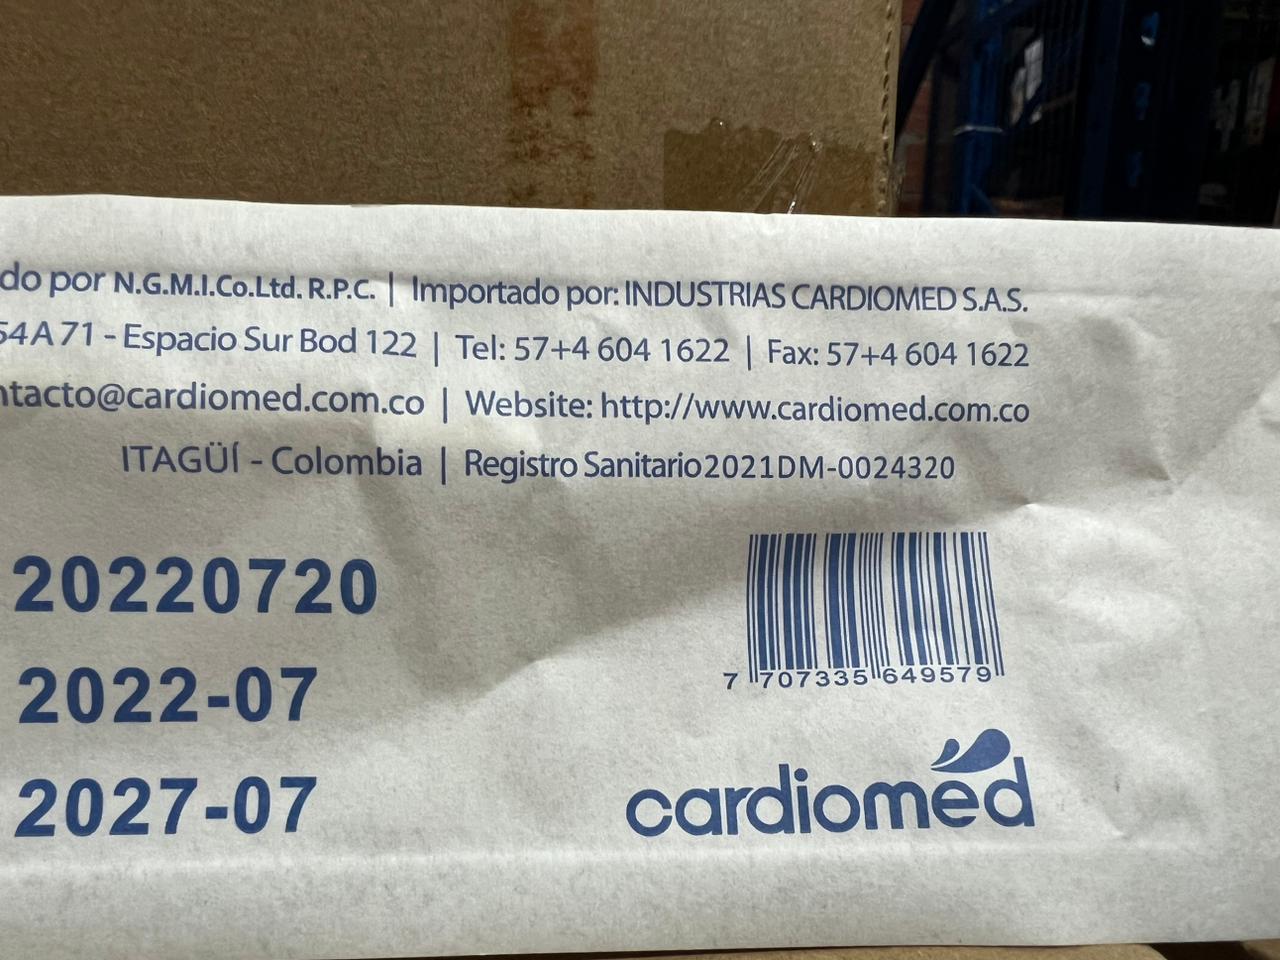 do por N.G.M.I.Co.Ltd. R.P.C. | Importado por: INDUSTRIAS CARDIOMED S.A.S.
54A 71 - Espacio Sur Bod 122 | Tel: 57+4 604 1622 | Fax: 57+4 604 1622
ntacto@cardiomed.com.co | Website: http://www.cardiomed.com.co
ITAGÜÍ - Colombia | Registro Sanitario2021DM-0024320
20220720
2022-07
2027-07
7 707335 649579
cardiomed